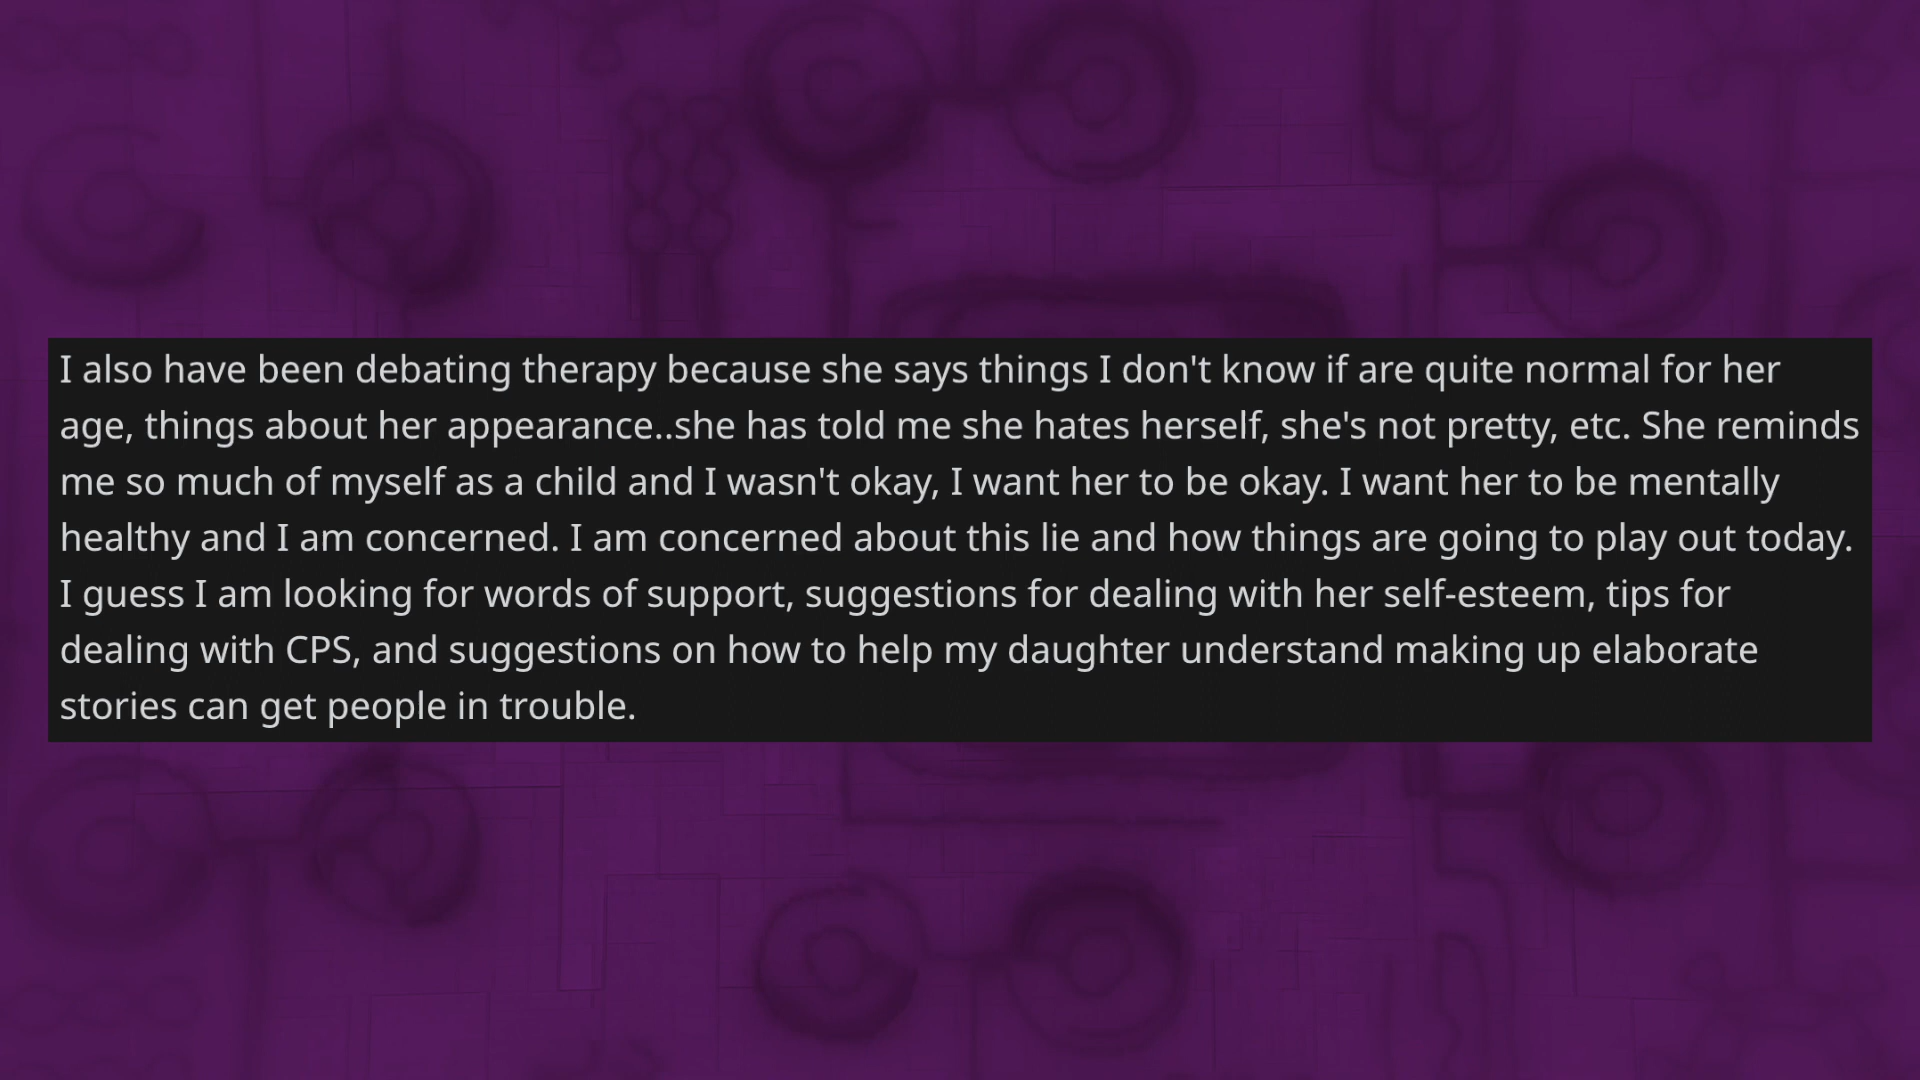 I also have been debating therapy because she says things I don't know if are quite normal for her
age, things about her appearance..she has told me she hates herself, she's not pretty, etc. She reminds
me so much of myself as a child and I wasn't okay, I want her to be okay. I want her to be mentally
healthy and I am concerned. I am concerned about this lie and how things are going to play out today.
I guess I am looking for words of support, suggestions for dealing with her self-esteem, tips for
dealing with CPS, and suggestions on how to help my daughter understand making up elaborate
stories can get people in trouble.